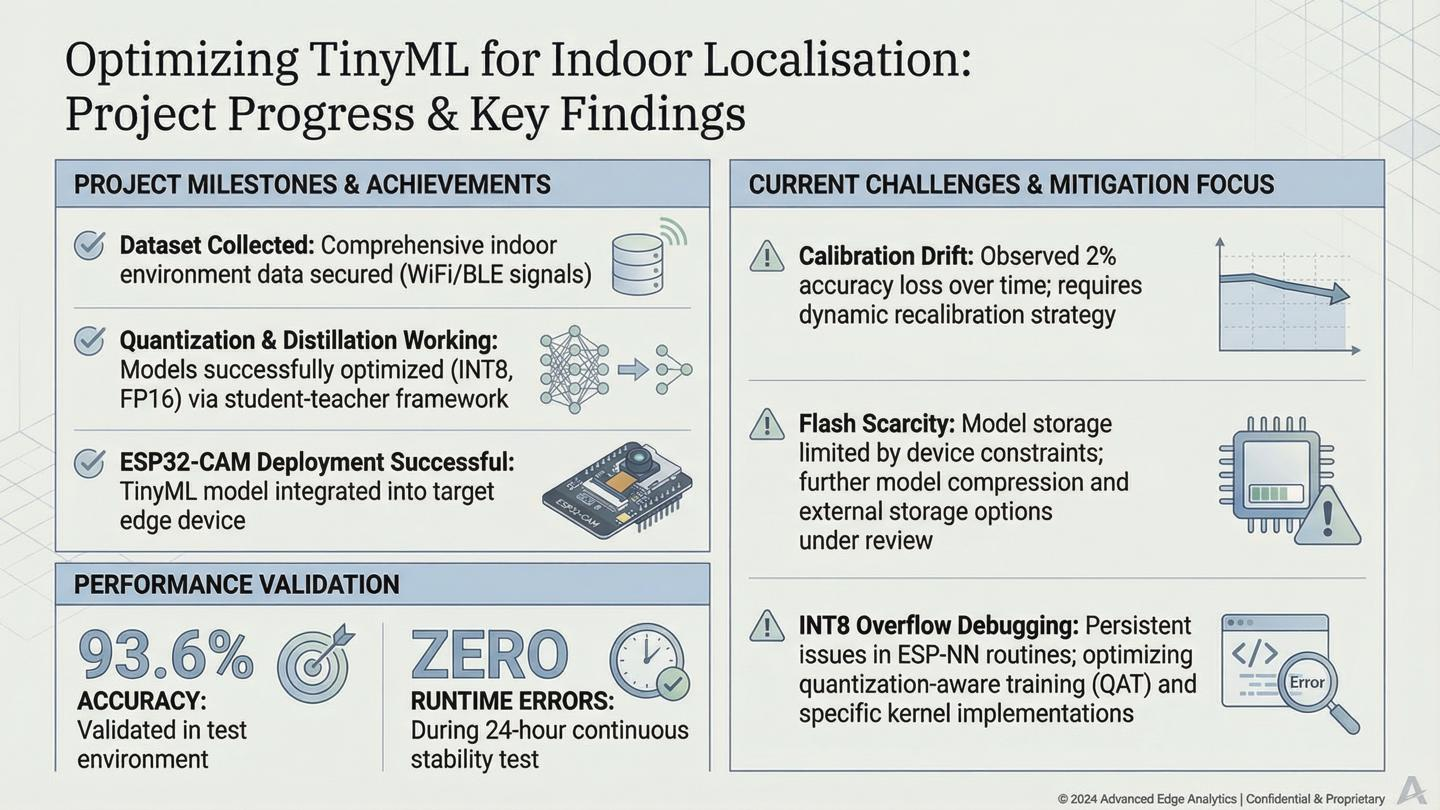 Optimizing TinyML for Indoor Localisation:
Project Progress & Key Findings
PROJECT MILESTONES & ACHIEVEMENTS
Dataset Collected: Comprehensive indoor
environment data secured (WiFi/BLE signals)
Quantization & Distillation Working:
Models successfully optimized (INT8,
FP16) via student-teacher framework
ESP32-CAM Deployment Successful:
TinyML model integrated into target
edge device
ESP32-CAM
PERFORMANCE VALIDATION
93.6%
ACCURACY:
Validated in test
environment
ZERO
RUNTIME ERRORS:
During 24-hour continuous
stability test
CURRENT CHALLENGES & MITIGATION FOCUS
Calibration Drift: Observed 2%
accuracy loss over time; requires
dynamic recalibration strategy
Flash Scarcity: Model storage
limited by device constraints;
further model compression and
external storage options
under review
INT8 Overflow Debugging: Persistent
issues in ESP-NN routines; optimizing
quantization-aware training (QAT) and
specific kernel implementations
</>
Error
© 2024 Advanced Edge Analytics | Confidential & Proprietary